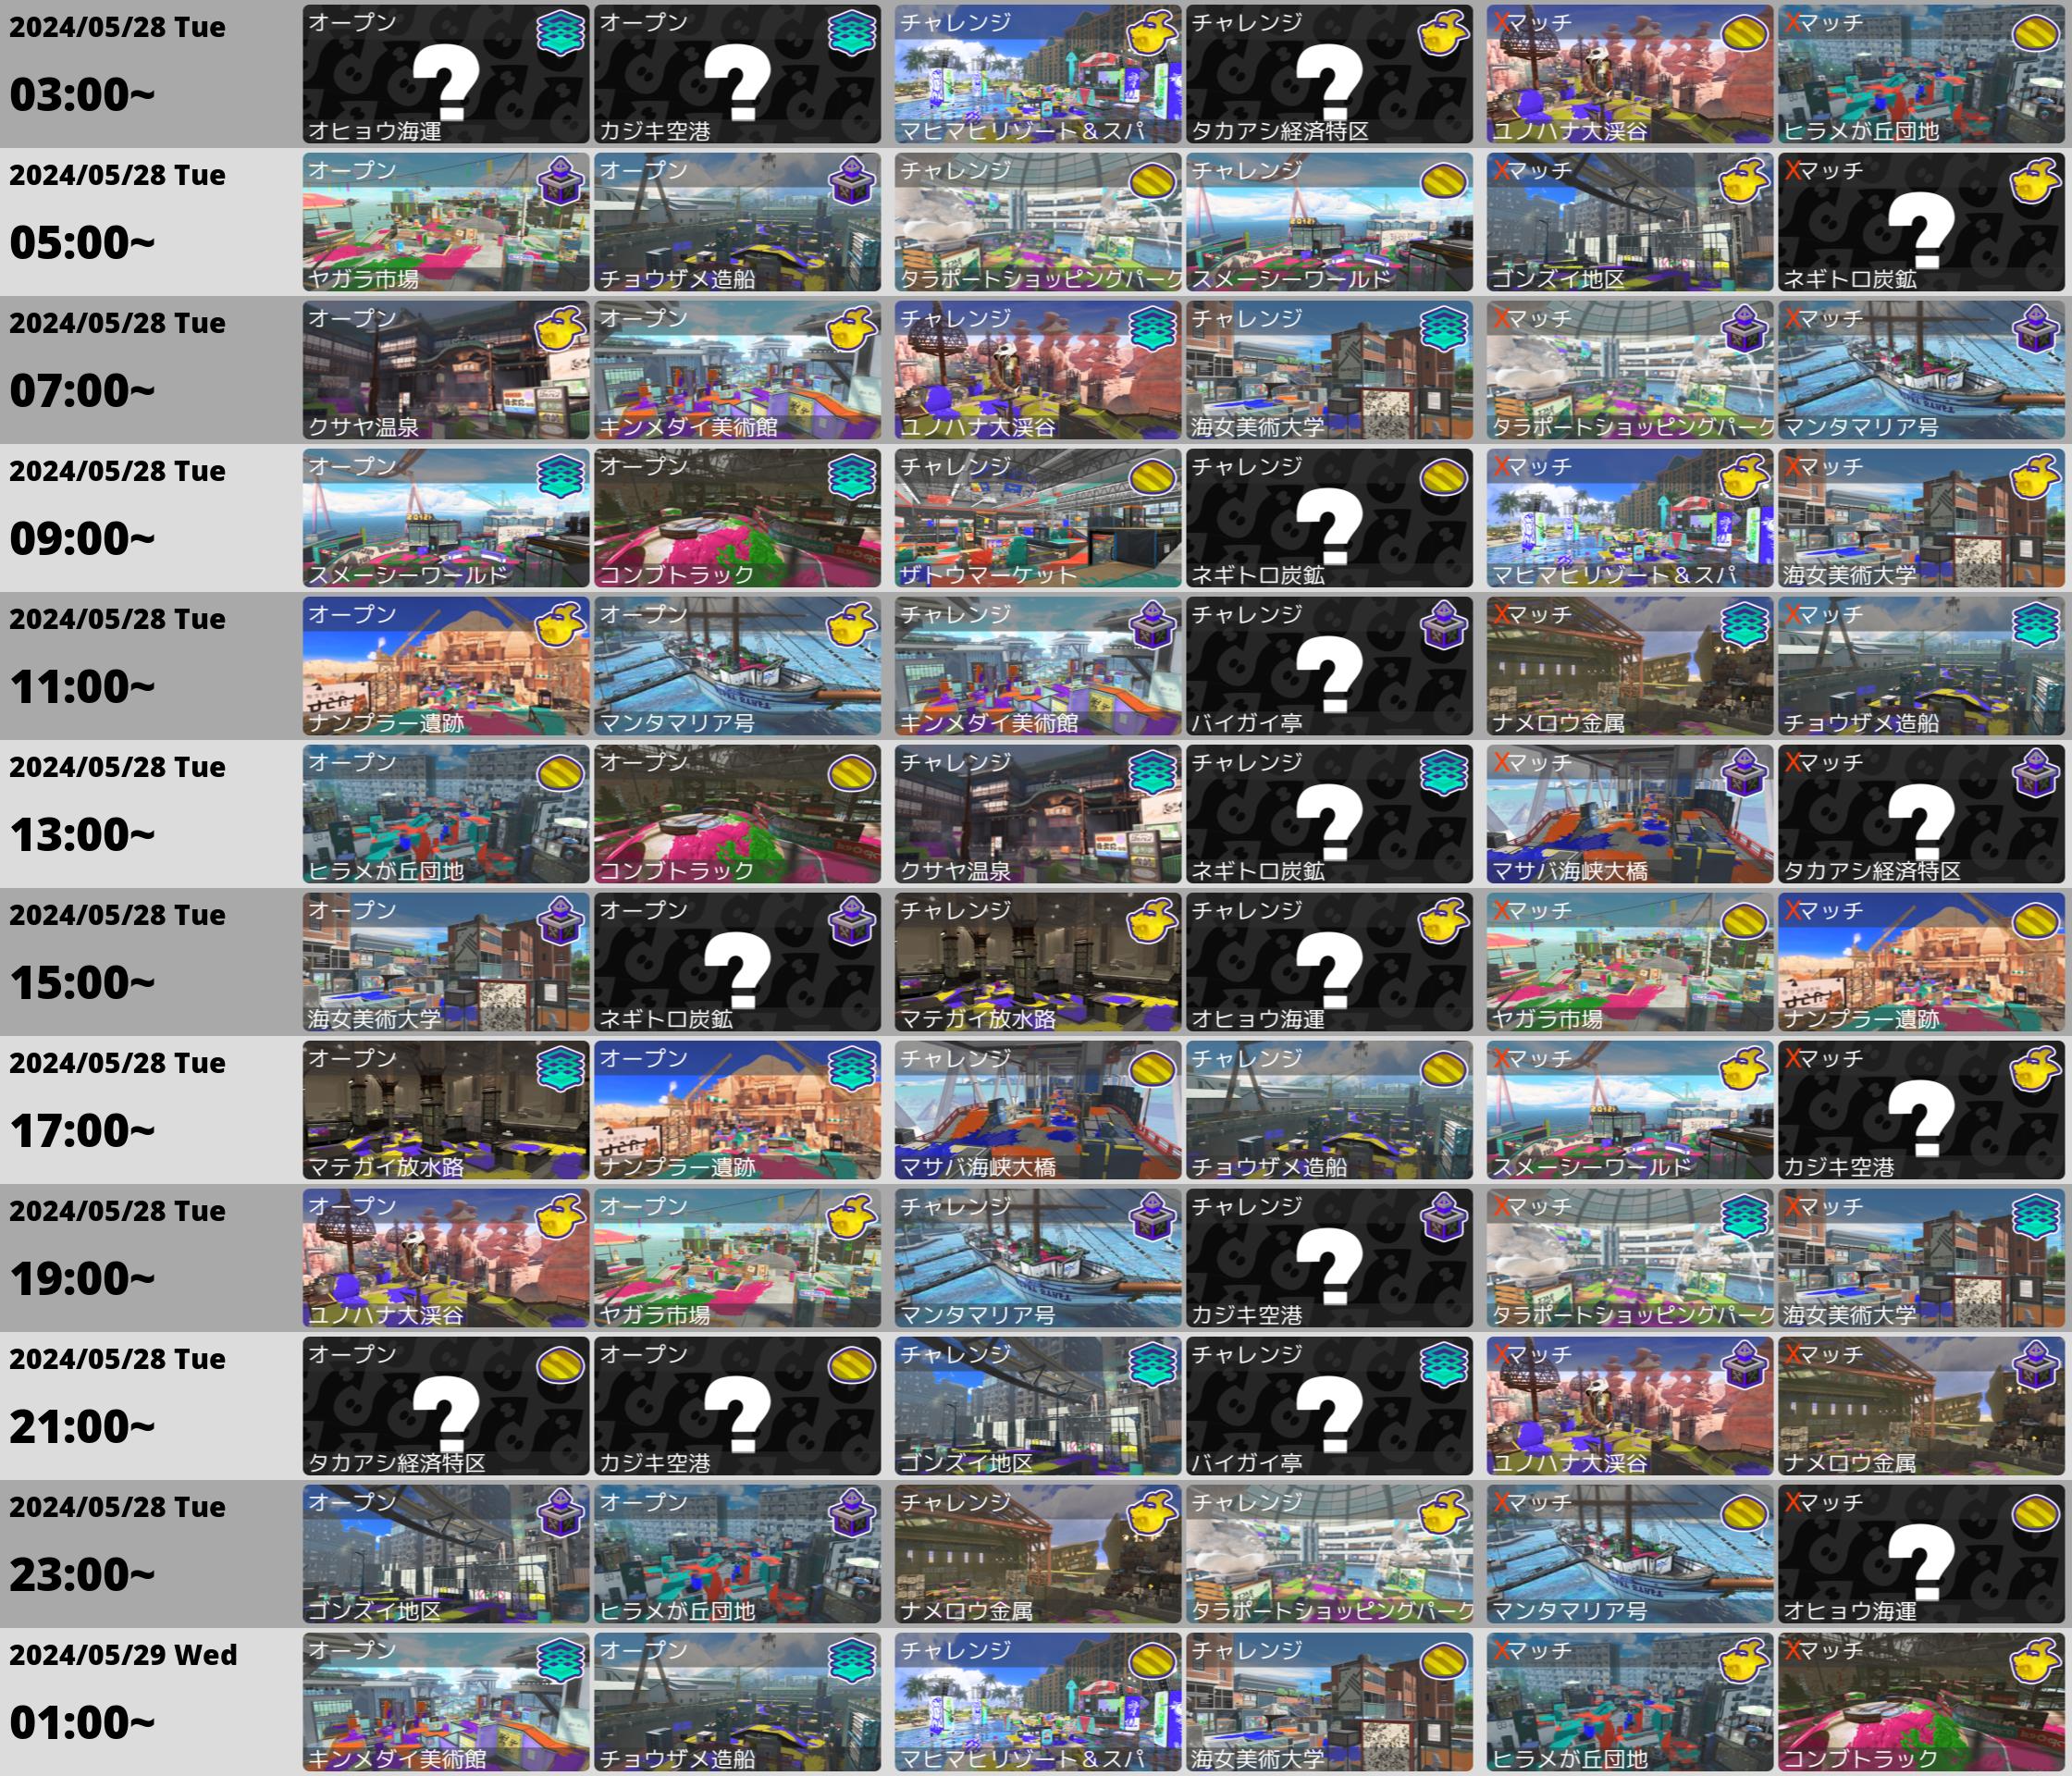 2024/05/28 Tue
03:00~
オープン
オヒョウ海運
オープン
カジキ空港
チャレンジ
マヒマヒリゾート＆スパ
チャレンジ
タカアシ経済特区
Xマッチ
ユノハナ大渓谷
Xマッチ
ヒラメが丘団地
2024/05/28 Tue
05:00~
オープン
ヤガラ市場
オープン
チョウザメ造船
チャレンジ
タラポートショッピングパーク
チャレンジ
スメーシーワールド
Xマッチ
ゴンズイ地区
Xマッチ
ネギトロ炭鉱
2024/05/28 Tue
07:00~
オープン
クサヤ温泉
オープン
キンメダイ美術館
チャレンジ
ユノハナ大渓谷
チャレンジ
海女美術大学
Xマッチ
タラポートショッピングパーク
Xマッチ
マンタマリア号
2024/05/28 Tue
09:00~
オープン
スメーシーワールド
オープン
コンブトラック
チャレンジ
ザトウマーケット
チャレンジ
ネギトロ炭鉱
Xマッチ
マヒマヒリゾート＆スパ
Xマッチ
海女美術大学
2024/05/28 Tue
11:00~
オープン
ナンプラー遺跡
オープン
マンタマリア号
チャレンジ
キンメダイ美術館
チャレンジ
バイガイ亭
Xマッチ
ナメロウ金属
Xマッチ
チョウザメ造船
2024/05/28 Tue
13:00~
オープン
ヒラメが丘団地
オープン
コンブトラック
チャレンジ
クサヤ温泉
チャレンジ
ネギトロ炭鉱
Xマッチ
マサバ海峡大橋
Xマッチ
タカアシ経済特区
2024/05/28 Tue
15:00~
オープン
海女美術大学
オープン
ネギトロ炭鉱
チャレンジ
マテガイ放水路
チャレンジ
オヒョウ海運
Xマッチ
ヤガラ市場
Xマッチ
ナンプラー遺跡
2024/05/28 Tue
17:00~
オープン
マテガイ放水路
オープン
ナンプラー遺跡
チャレンジ
マサバ海峡大橋
チャレンジ
チョウザメ造船
Xマッチ
スメーシーワールド
Xマッチ
カジキ空港
2024/05/28 Tue
19:00~
オープン
ユノハナ大渓谷
オープン
ヤガラ市場
チャレンジ
マンタマリア号
チャレンジ
カジキ空港
Xマッチ
タラポートショッピングパーク
Xマッチ
海女美術大学
2024/05/28 Tue
21:00~
オープン
タカアシ経済特区
オープン
カジキ空港
チャレンジ
ゴンズイ地区
チャレンジ
バイガイ亭
Xマッチ
ユノハナ大渓谷
Xマッチ
ナメロウ金属
2024/05/28 Tue
23:00~
オープン
ゴンズイ地区
オープン
ヒラメが丘団地
チャレンジ
ナメロウ金属
チャレンジ
タラポートショッピングパーク
Xマッチ
マンタマリア号
Xマッチ
オヒョウ海運
2024/05/29 Wed
01:00~
オープン
キンメダイ美術館
オープン
チョウザメ造船
チャレンジ
マヒマヒリゾート＆スパ
チャレンジ
海女美術大学
Xマッチ
ヒラメが丘団地
Xマッチ
コンブトラック